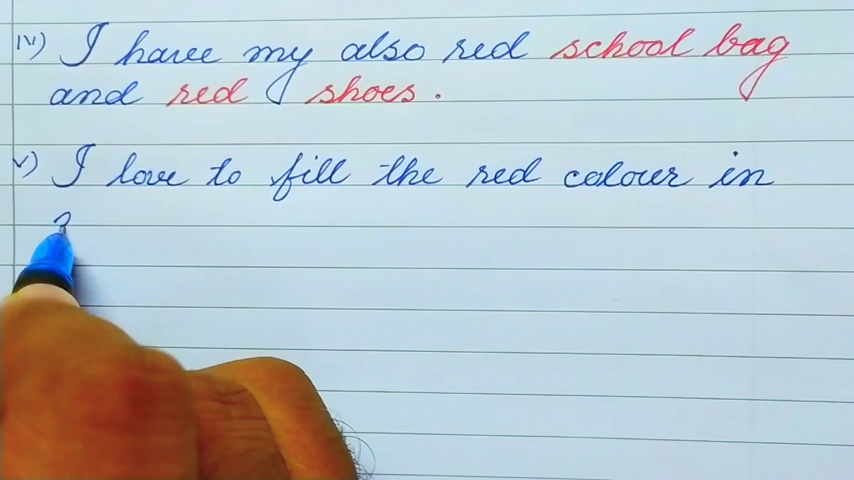 iv) I have my also red school bag
and red shoes.
v) I love to fill the red colour in